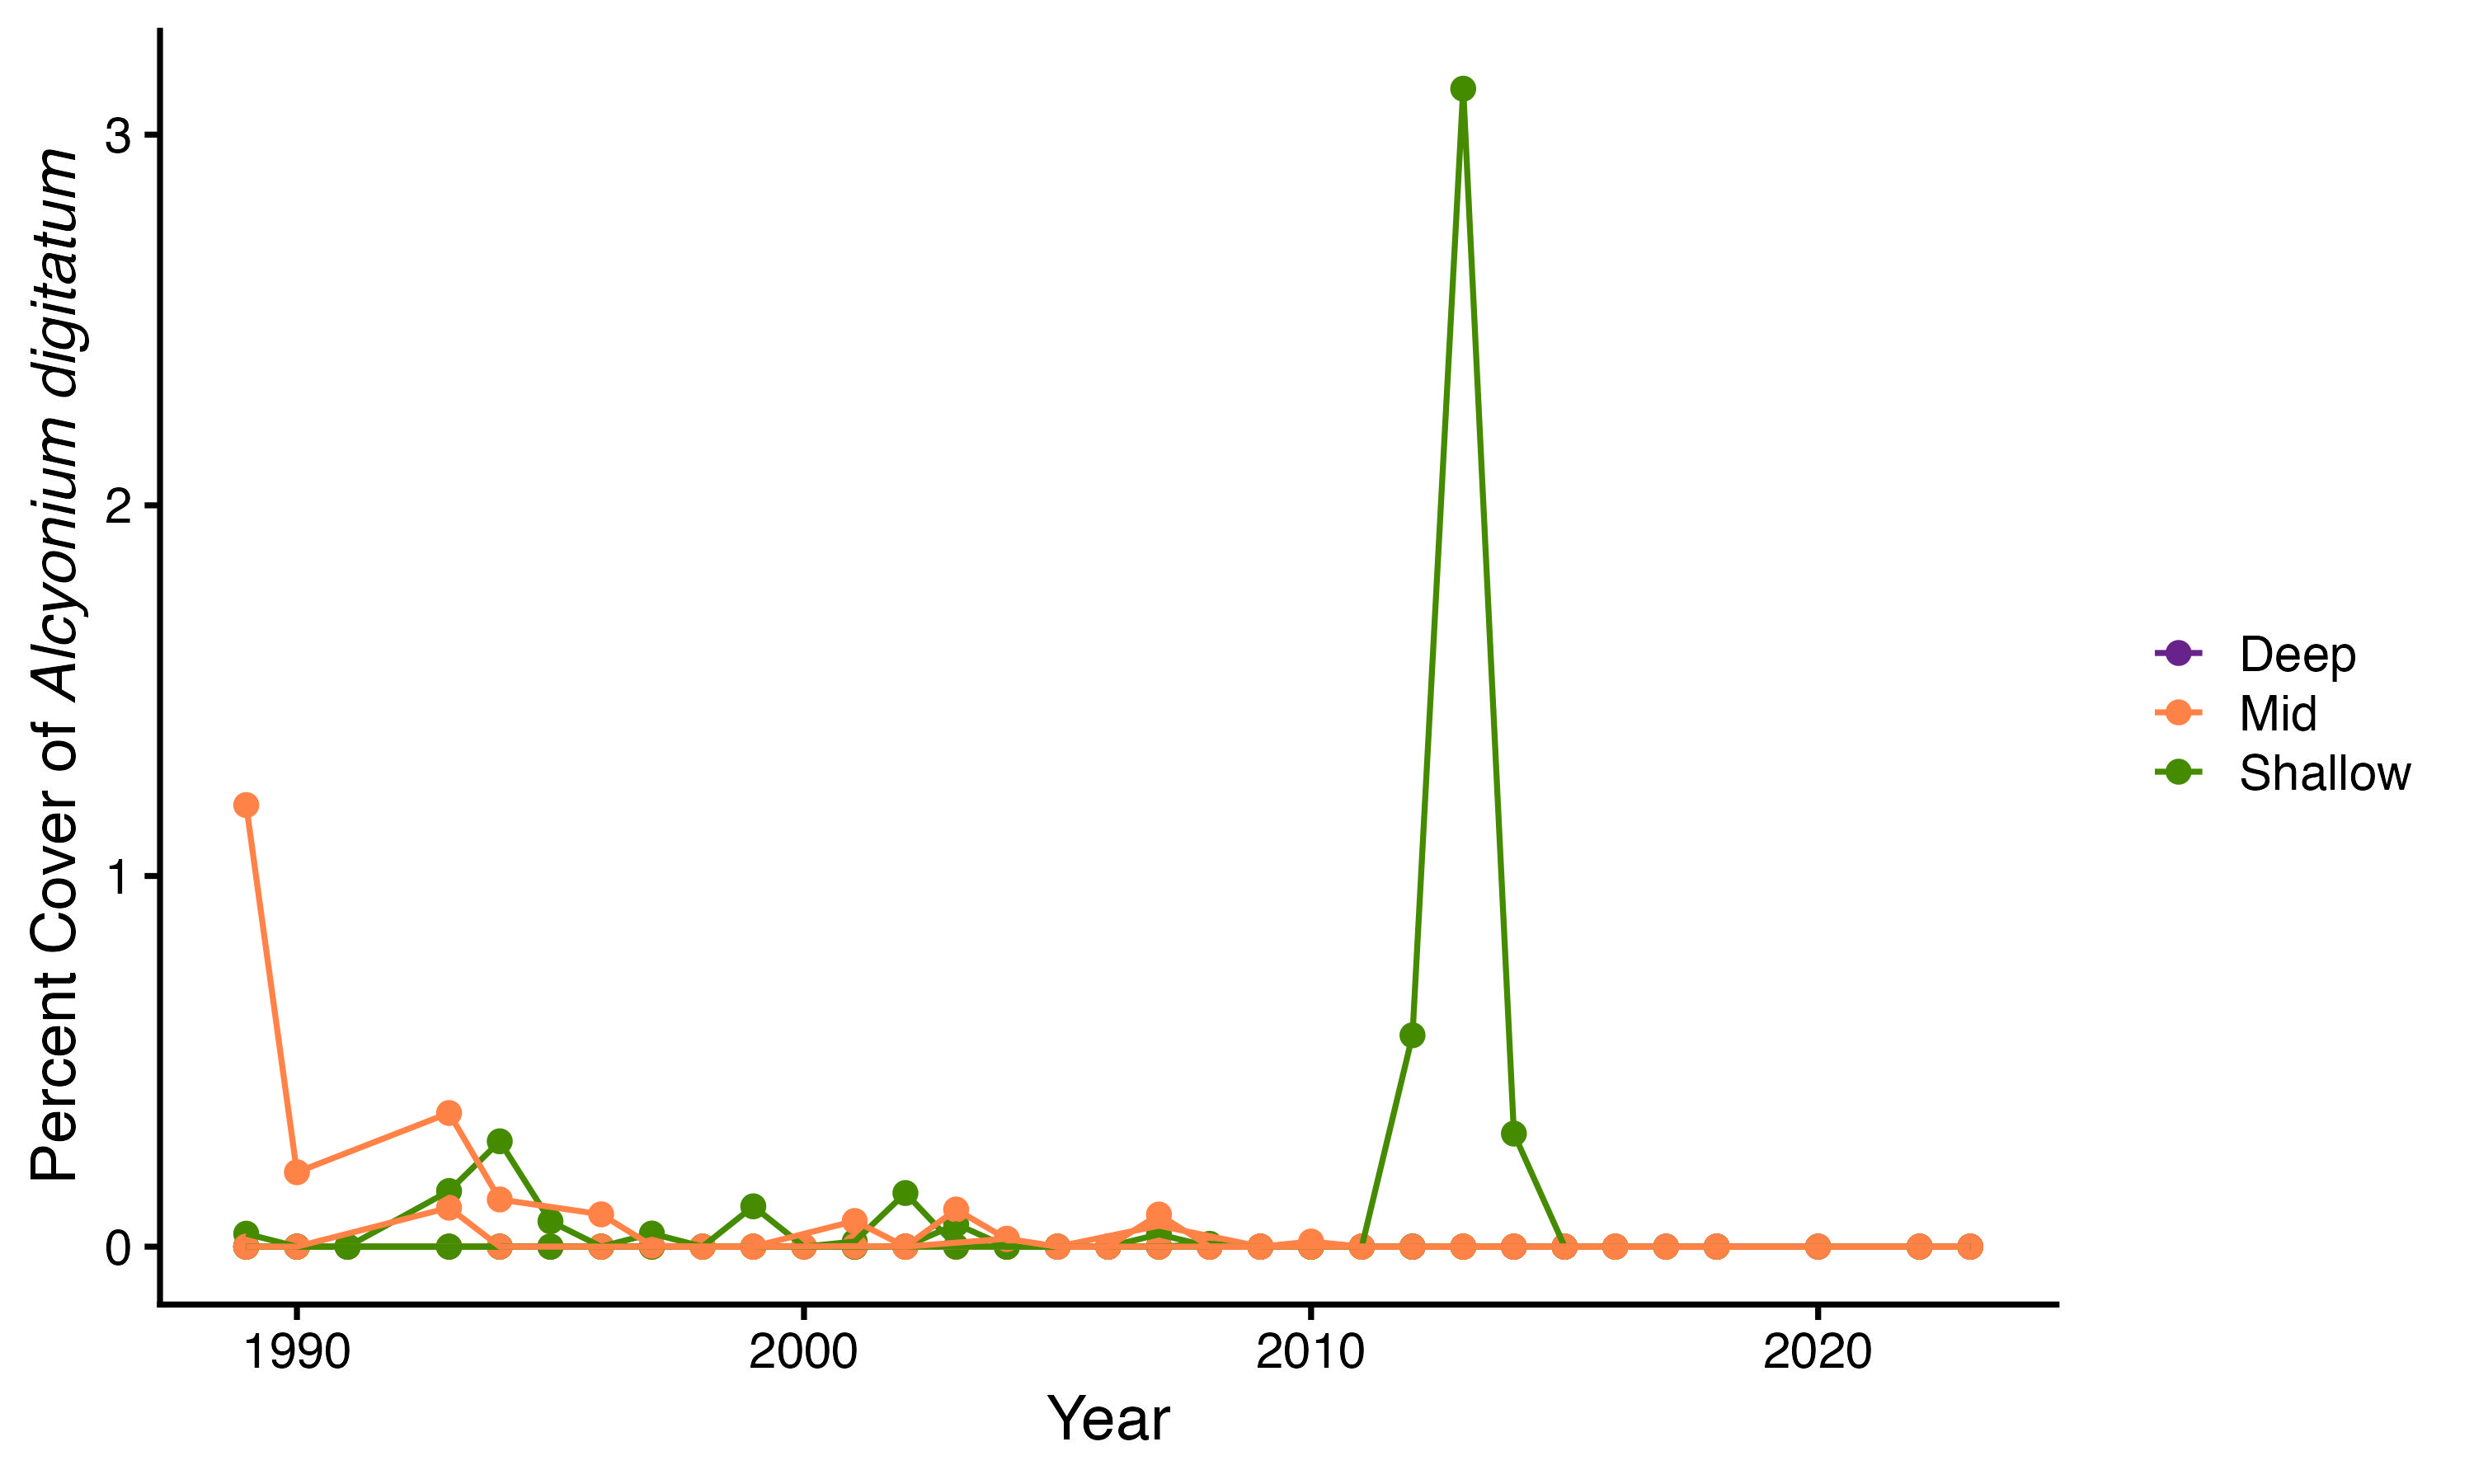 Percent Cover of Alcyonium digitatum
3
2
1
0
1990 2000 2010 2020
Year
Deep
Mid
Shallow